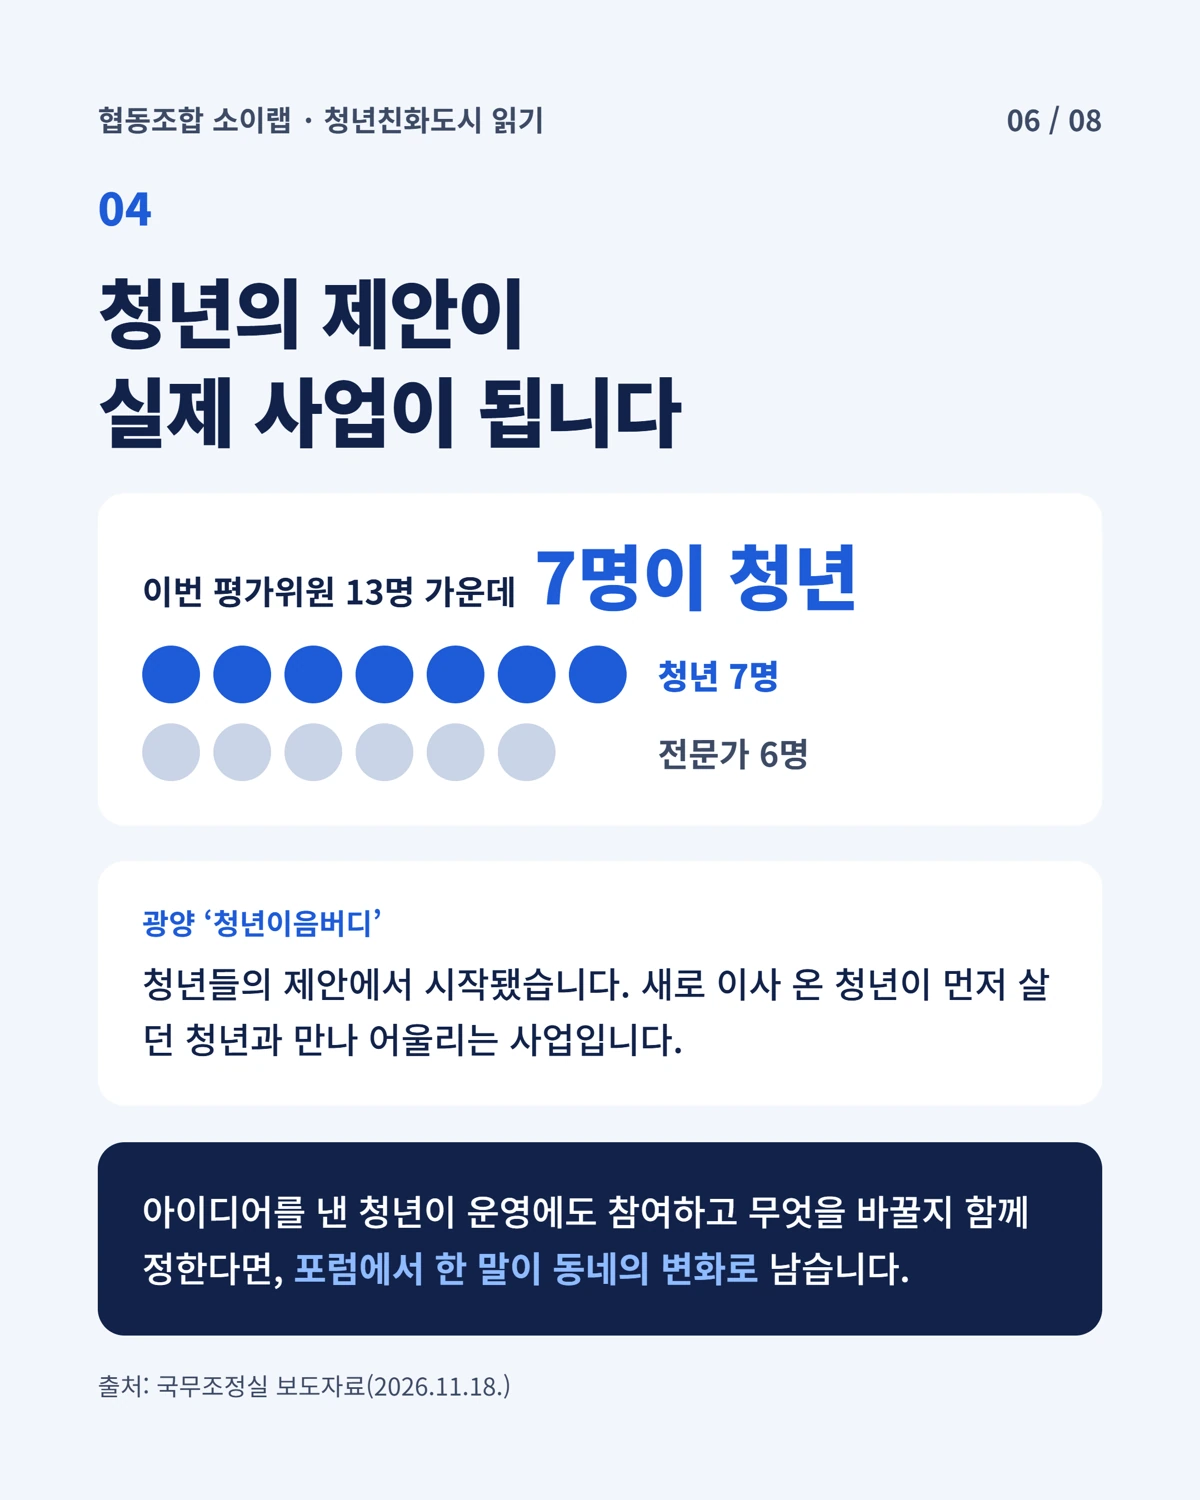 협동조합 소이랩 · 청년친화도시 읽기
06 / 08
04
청년의 제안이
실제 사업이 됩니다
이번 평가위원 13명 가운데 7명이 청년
청년 7명
전문가 6명
광양 ‘청년이음버디’
청년들의 제안에서 시작됐습니다. 새로 이사 온 청년이 먼저 살
던 청년과 만나 어울리는 사업입니다.
아이디어를 낸 청년이 운영에도 참여하고 무엇을 바꿀지 함께
정한다면, 포럼에서 한 말이 동네의 변화로 남습니다.
출처: 국무조정실 보도자료(2026.11.18.)